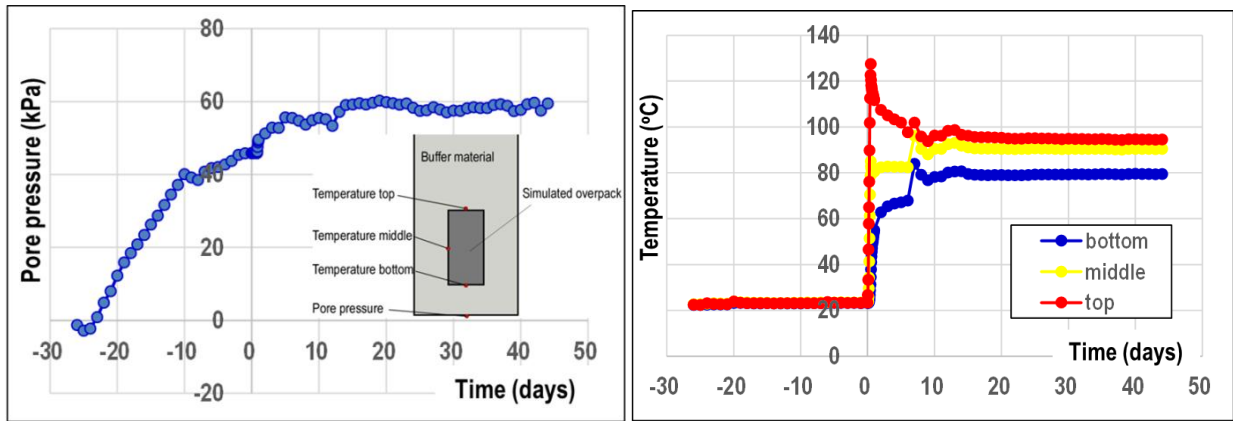 Pore pressure (kPa)
80
60
40
20
0
-20
-30
-20
-10
0
10
20
30
40
50
Time (days)
Buffer material
Temperature top
Simulated overpack
Temperature middle
Temperature bottom
Pore pressure
Temperature (ºC)
140
120
100
80
60
40
20
0
bottom
middle
top
Time (days)
-30
-20
-10
0
10
20
30
40
50